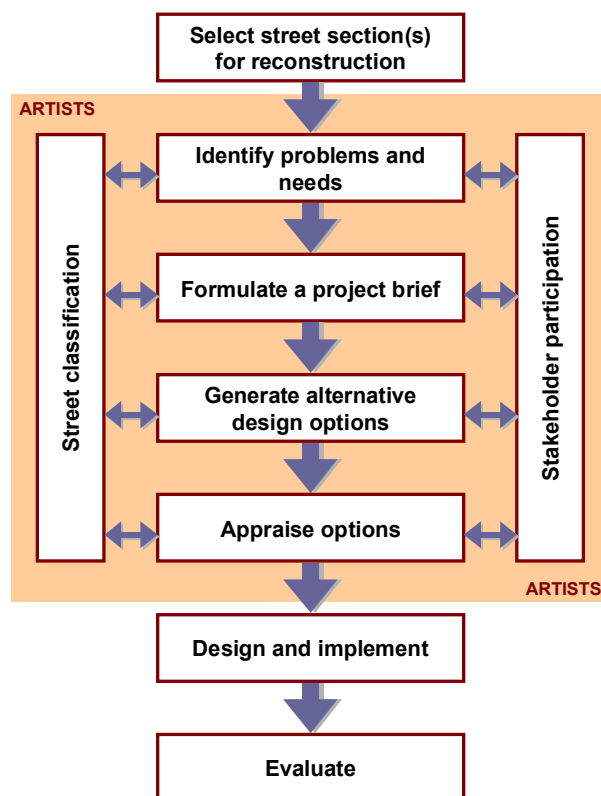 Select street section(s)
for reconstruction
ARTISTS
Identify problems and
needs
Street classification
Stakeholder participation
Formulate a project brief
Generate alternative
design options
Appraise options
ARTISTS
Design and implement
Evaluate